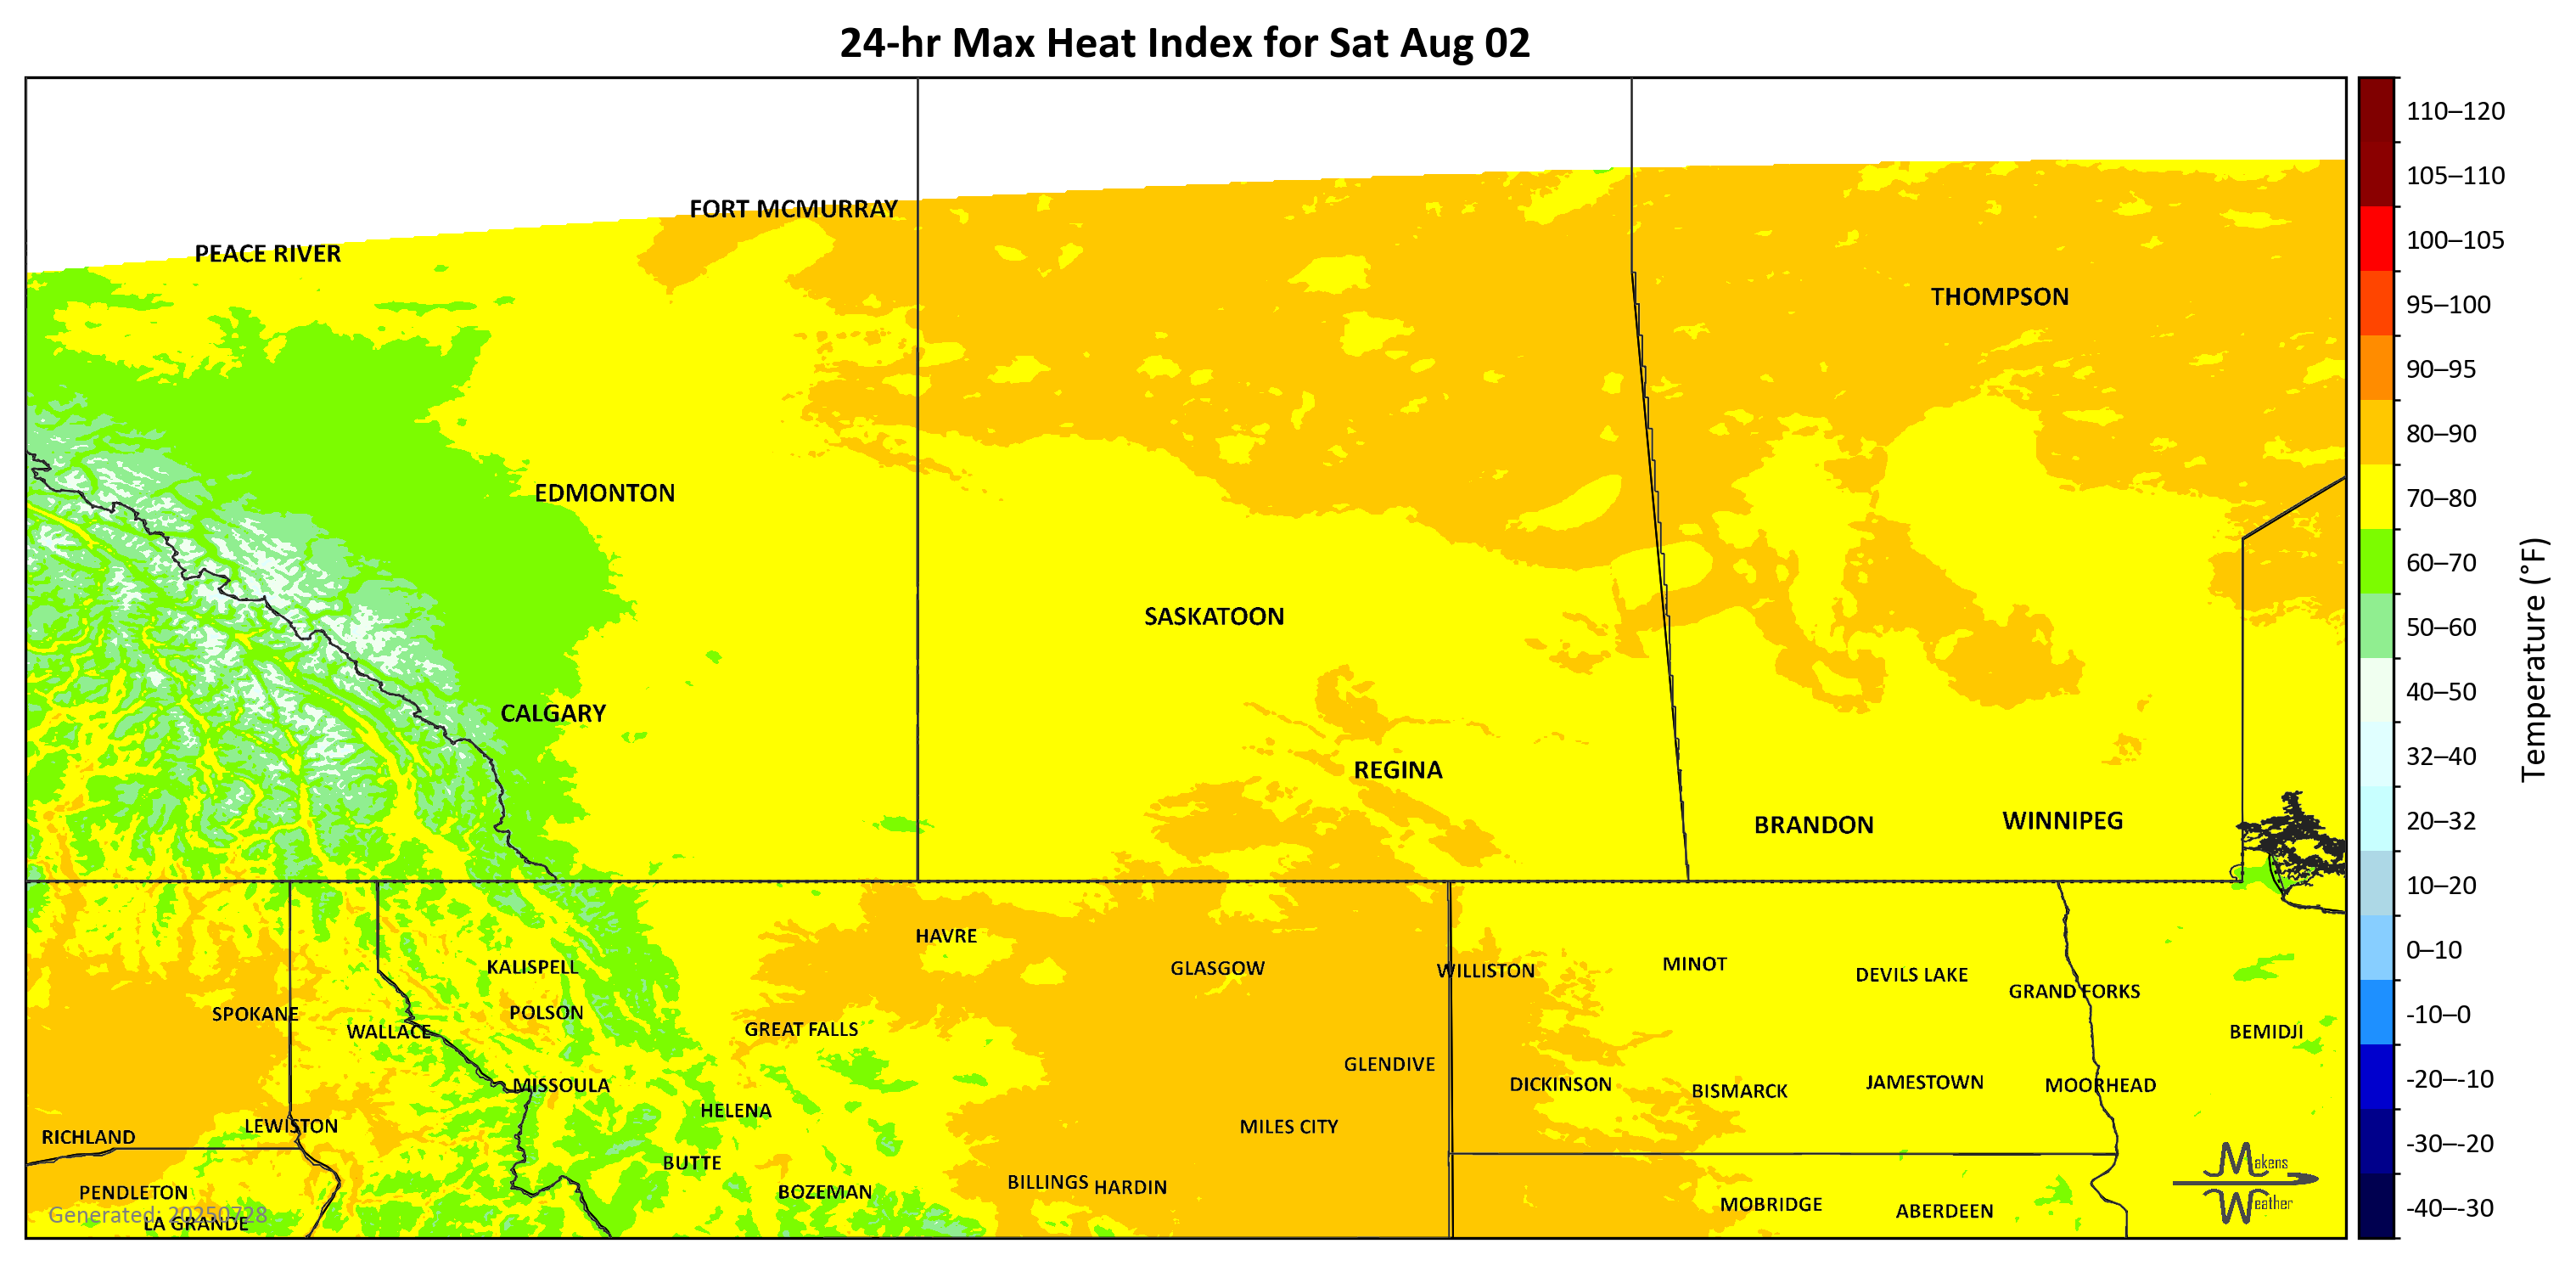 24-hr Max Heat Index for Sat Aug 02
FORT MCMURRAY
PEACE RIVER
THOMPSON
EDMONTON
SASKATOON
CALGARY
REGINA
BRANDON
WINNIPEG
HAVRE
KALISPELL
GLASGOW
WILLISTON
MINOT
DEVILS LAKE
GRAND FORKS
SPOKANE
POLSON
WALLACE
GREAT FALLS
BEMIDJI
GLENDIVE
MISSOULA
DICKINSON
BISMARCK
JAMESTOWN
MOORHEAD
HELENA
LEWISTON
MILES CITY
RICHLAND
BUTTE
BILLINGS
HARDIN
PENDLETON
BOZEMAN
MOBRIDGE
ABERDEEN
Generated: 20250728
LA GRANDE
Makens
Weather
110–120
105–110
100–105
95–100
90–95
80–90
70–80
60–70
50–60
40–50
32–40
20–32
10–20
0–10
-10–0
-20–-10
-30–-20
-40–-30
Temperature (°F)